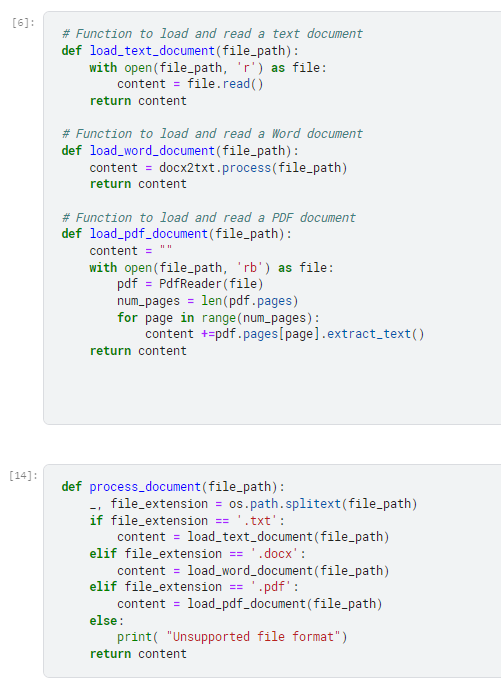 [6]:
# Function to load and read a text document
def load_text_document(file_path):
    with open(file_path, 'r') as file:
        content = file.read()
    return content

# Function to load and read a Word document
def load_word_document(file_path):
    content = docx2txt.process(file_path)
    return content

# Function to load and read a PDF document
def load_pdf_document(file_path):
    content = ""
    with open(file_path, 'rb') as file:
        pdf = PdfReader(file)
        num_pages = len(pdf.pages)
        for page in range(num_pages):
            content +=pdf.pages[page].extract_text()
    return content

[14]:
def process_document(file_path):
    _, file_extension = os.path.splitext(file_path)
    if file_extension == '.txt':
        content = load_text_document(file_path)
    elif file_extension == '.docx':
        content = load_word_document(file_path)
    elif file_extension == '.pdf':
        content = load_pdf_document(file_path)
    else:
        print( "Unsupported file format")
    return content